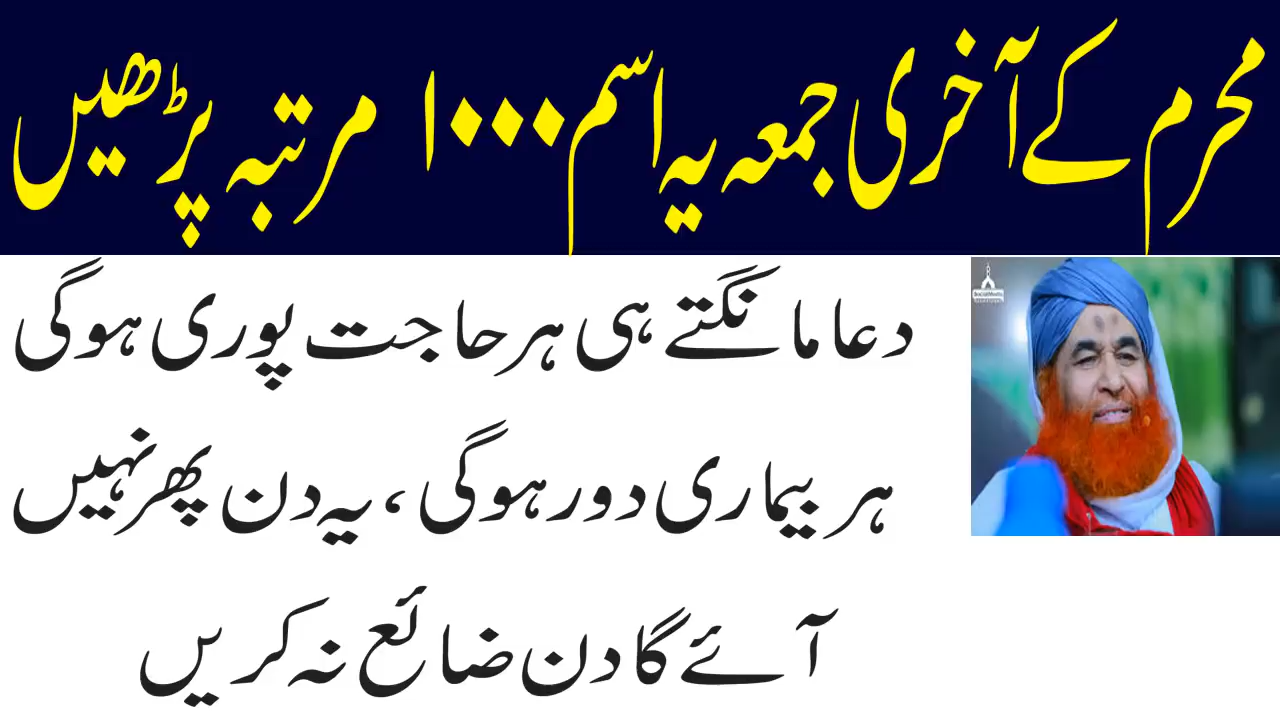 محرم کے آخری جمعہ یہ اسم ۱۰۰۰ مرتبہ پڑھیں
دعا مانگتے ہی ہر حاجت پوری ہوگی
ہر بیماری دور ہوگی ، یہ دن پھر نہیں
آئے گا دن ضائع نہ کریں